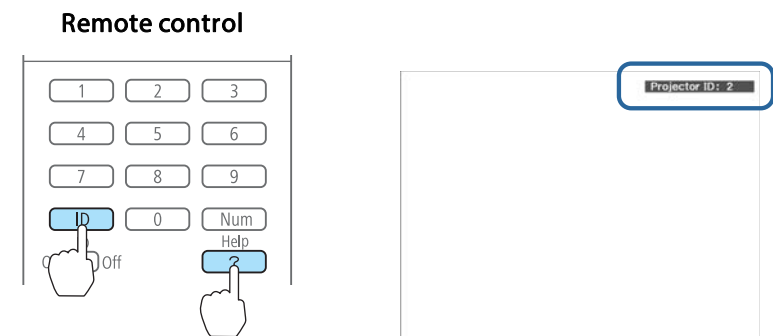 Remote control
1 2 3
4 5 6
7 8 9
ID 0 Num
Help
Off ?
Projector ID: 2